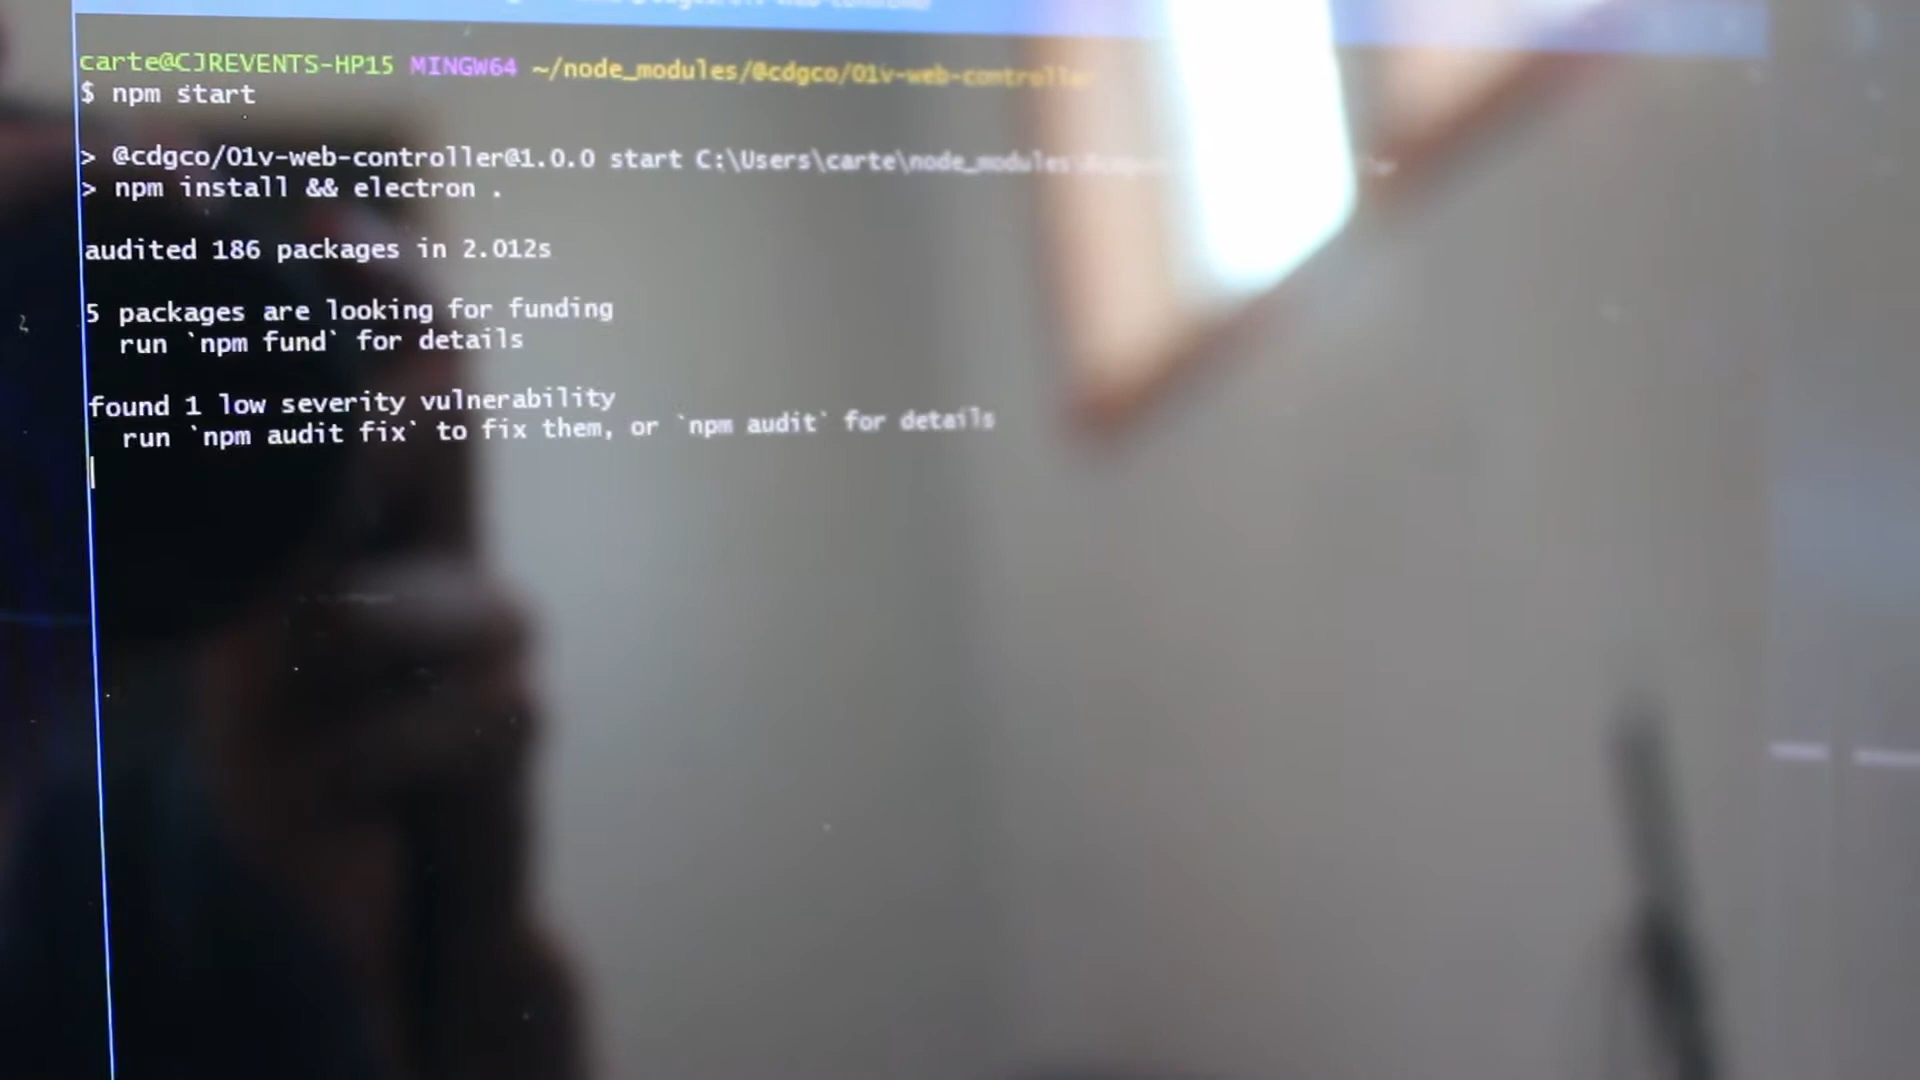 carte@CJREVENTS-HP15 MINGW64 ~/node_modules/@cdgco/01v-web-controller
$ npm start
> @cdgco/01v-web-controller@1.0.0 start C:\Users\carte\node_modules\
> npm install && electron .
audited 186 packages in 2.012s
5 packages are looking for funding
run `npm fund` for details
found 1 low severity vulnerability
run `npm audit fix` to fix them, or `npm audit` for details